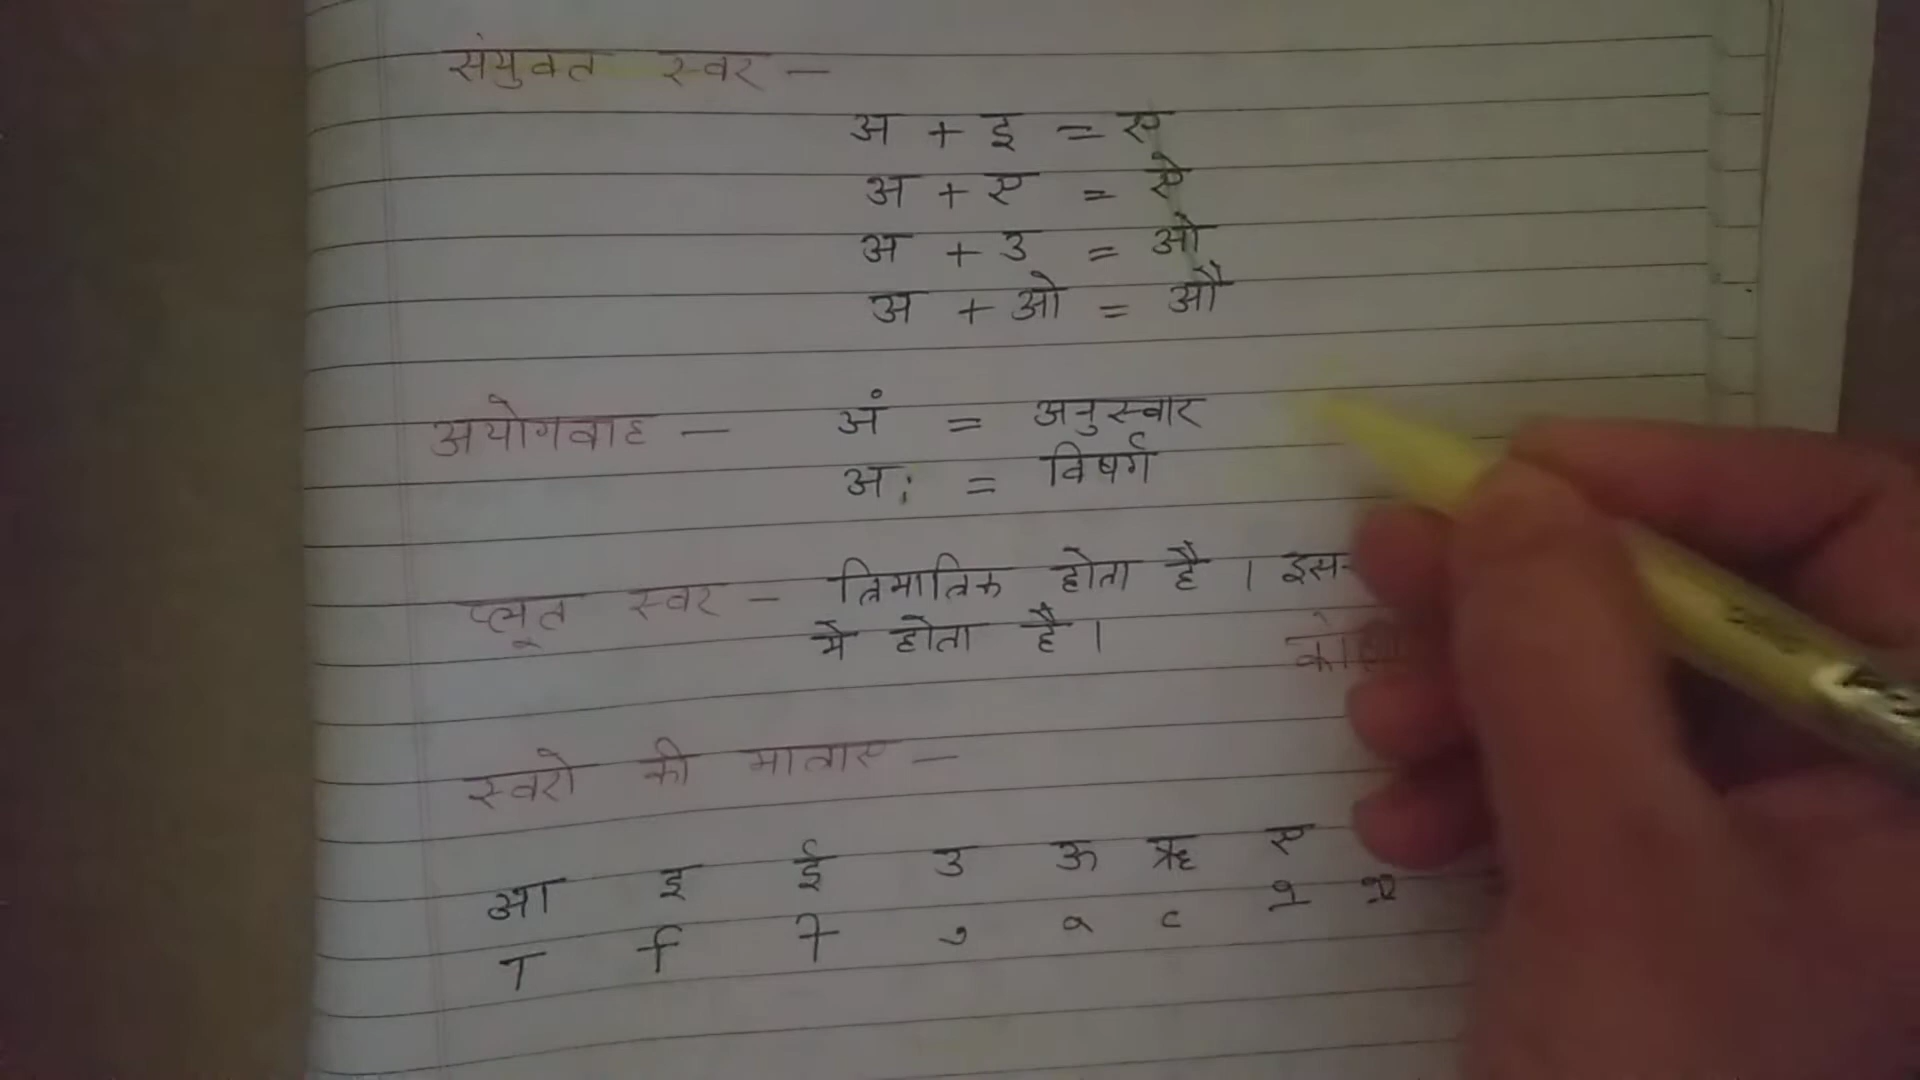 संयुक्त स्वर —
अ + इ = ए
अ + ए = ऐ
अ + उ = ओ
अ + ओ = औ
अयोगवाह — अं = अनुस्वार
अः = विषर्ग
प्लूत स्वर — त्रिमात्रिक होता है । इस
मे होता है ।
स्वरो की मात्राए —
आ इ ई उ ऊ ऋ ए
ा ि ी ु ू ृ े ै